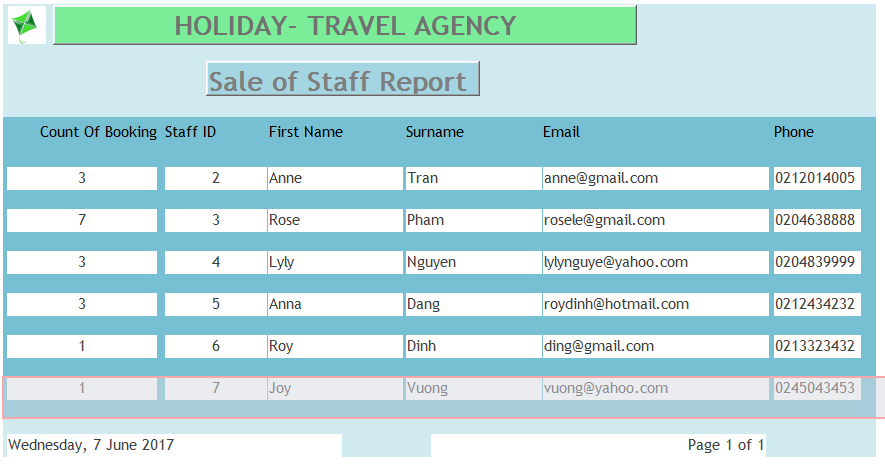 HOLIDAY- TRAVEL AGENCY
Sale of Staff Report
Count Of Booking Staff ID First Name Surname Email Phone
3 2 Anne Tran anne@gmail.com 0212014005
7 3 Rose Pham rosele@gmail.com 0204638888
3 4 Lyly Nguyen lylynguye@yahoo.com 0204839999
3 5 Anna Dang roydinh@hotmail.com 0212434232
1 6 Roy Dinh ding@gmail.com 0213323432
1 7 Joy Vuong vuong@yahoo.com 0245043453
Wednesday, 7 June 2017 Page 1 of 1